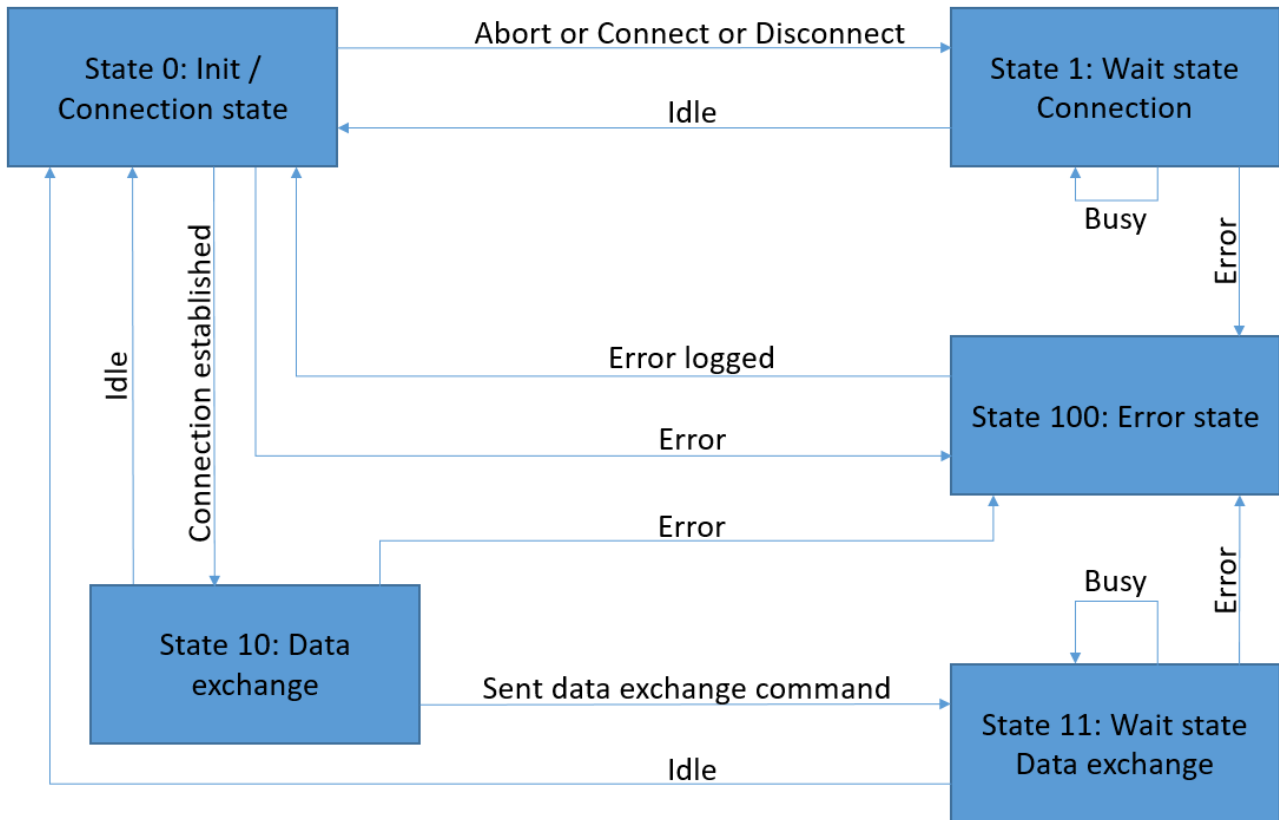 Abort or Connect or Disconnect
State 0: Init /
Connection state
State 1: Wait state
Connection
Idle
Busy
Error
Connection established
Idle
Error logged
State 100: Error state
Error
Error
Busy
Error
State 10: Data
exchange
Sent data exchange command
State 11: Wait state
Data exchange
Idle